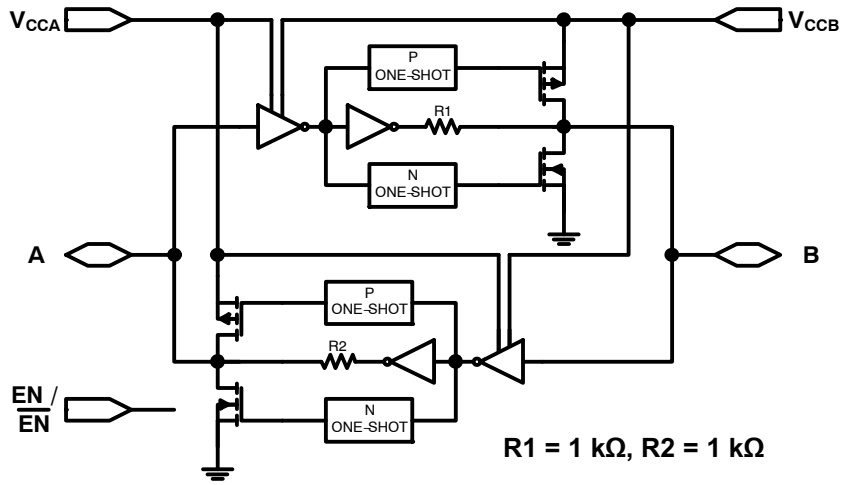 VCCA
VCCB
P
ONE-SHOT
R1
N
ONE-SHOT
A
B
P
ONE-SHOT
R2
N
ONE-SHOT
EN /
EN
R1 = 1 kΩ, R2 = 1 kΩ